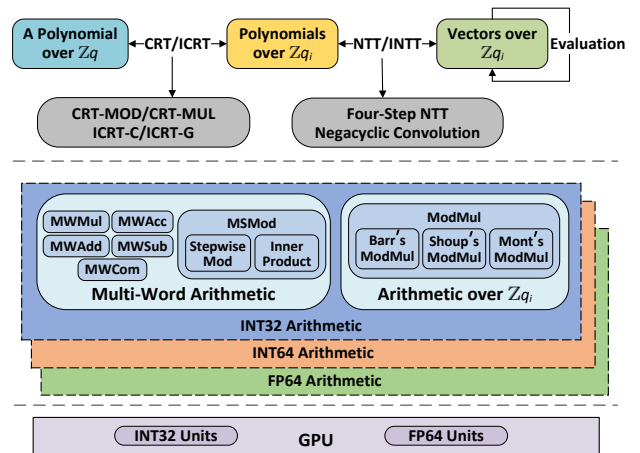 A Polynomial over ℤq
CRT/ICRT
Polynomials over ℤqi
NTT/INTT
Vectors over ℤqi
Evaluation
CRT-MOD/CRT-MUL
ICRT-C/ICRT-G
Four-Step NTT
Negacyclic Convolution
MWMul
MWAcc
MWAdd
MWSub
MWCom
MSMod
Stepwise Mod
Inner Product
Multi-Word Arithmetic
ModMul
Barr's ModMul
Shoup's ModMul
Mont's ModMul
Arithmetic over ℤqi
INT32 Arithmetic
INT64 Arithmetic
FP64 Arithmetic
INT32 Units
GPU
FP64 Units